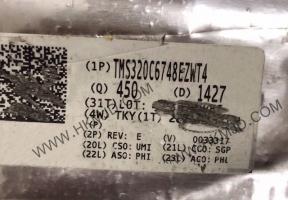 (1P) TMS320C6748EZWT4
(Q) 450 (D) 1427
(31T) LOT:
(4W) TKY(1T)
(P)
(2P) REV: E (V) 0033317
(20L) CSO: UMI (21L) CCO: SGP
(22L) ASO: PHI (23L) ACO: PHL